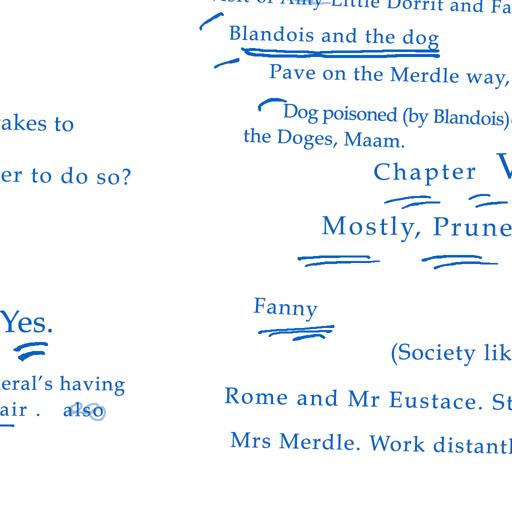 of Amy Little Dorrit and Fa
Blandois and the dog
Pave on the Merdle way,
Dog poisoned (by Blandois)
the Doges, Maam.
akes to
er to do so?
Chapter V
Mostly, Prune
Fanny
Yes.
(Society lik
eral's having
air . also
Rome and Mr Eustace. St
Mrs Merdle. Work distantl